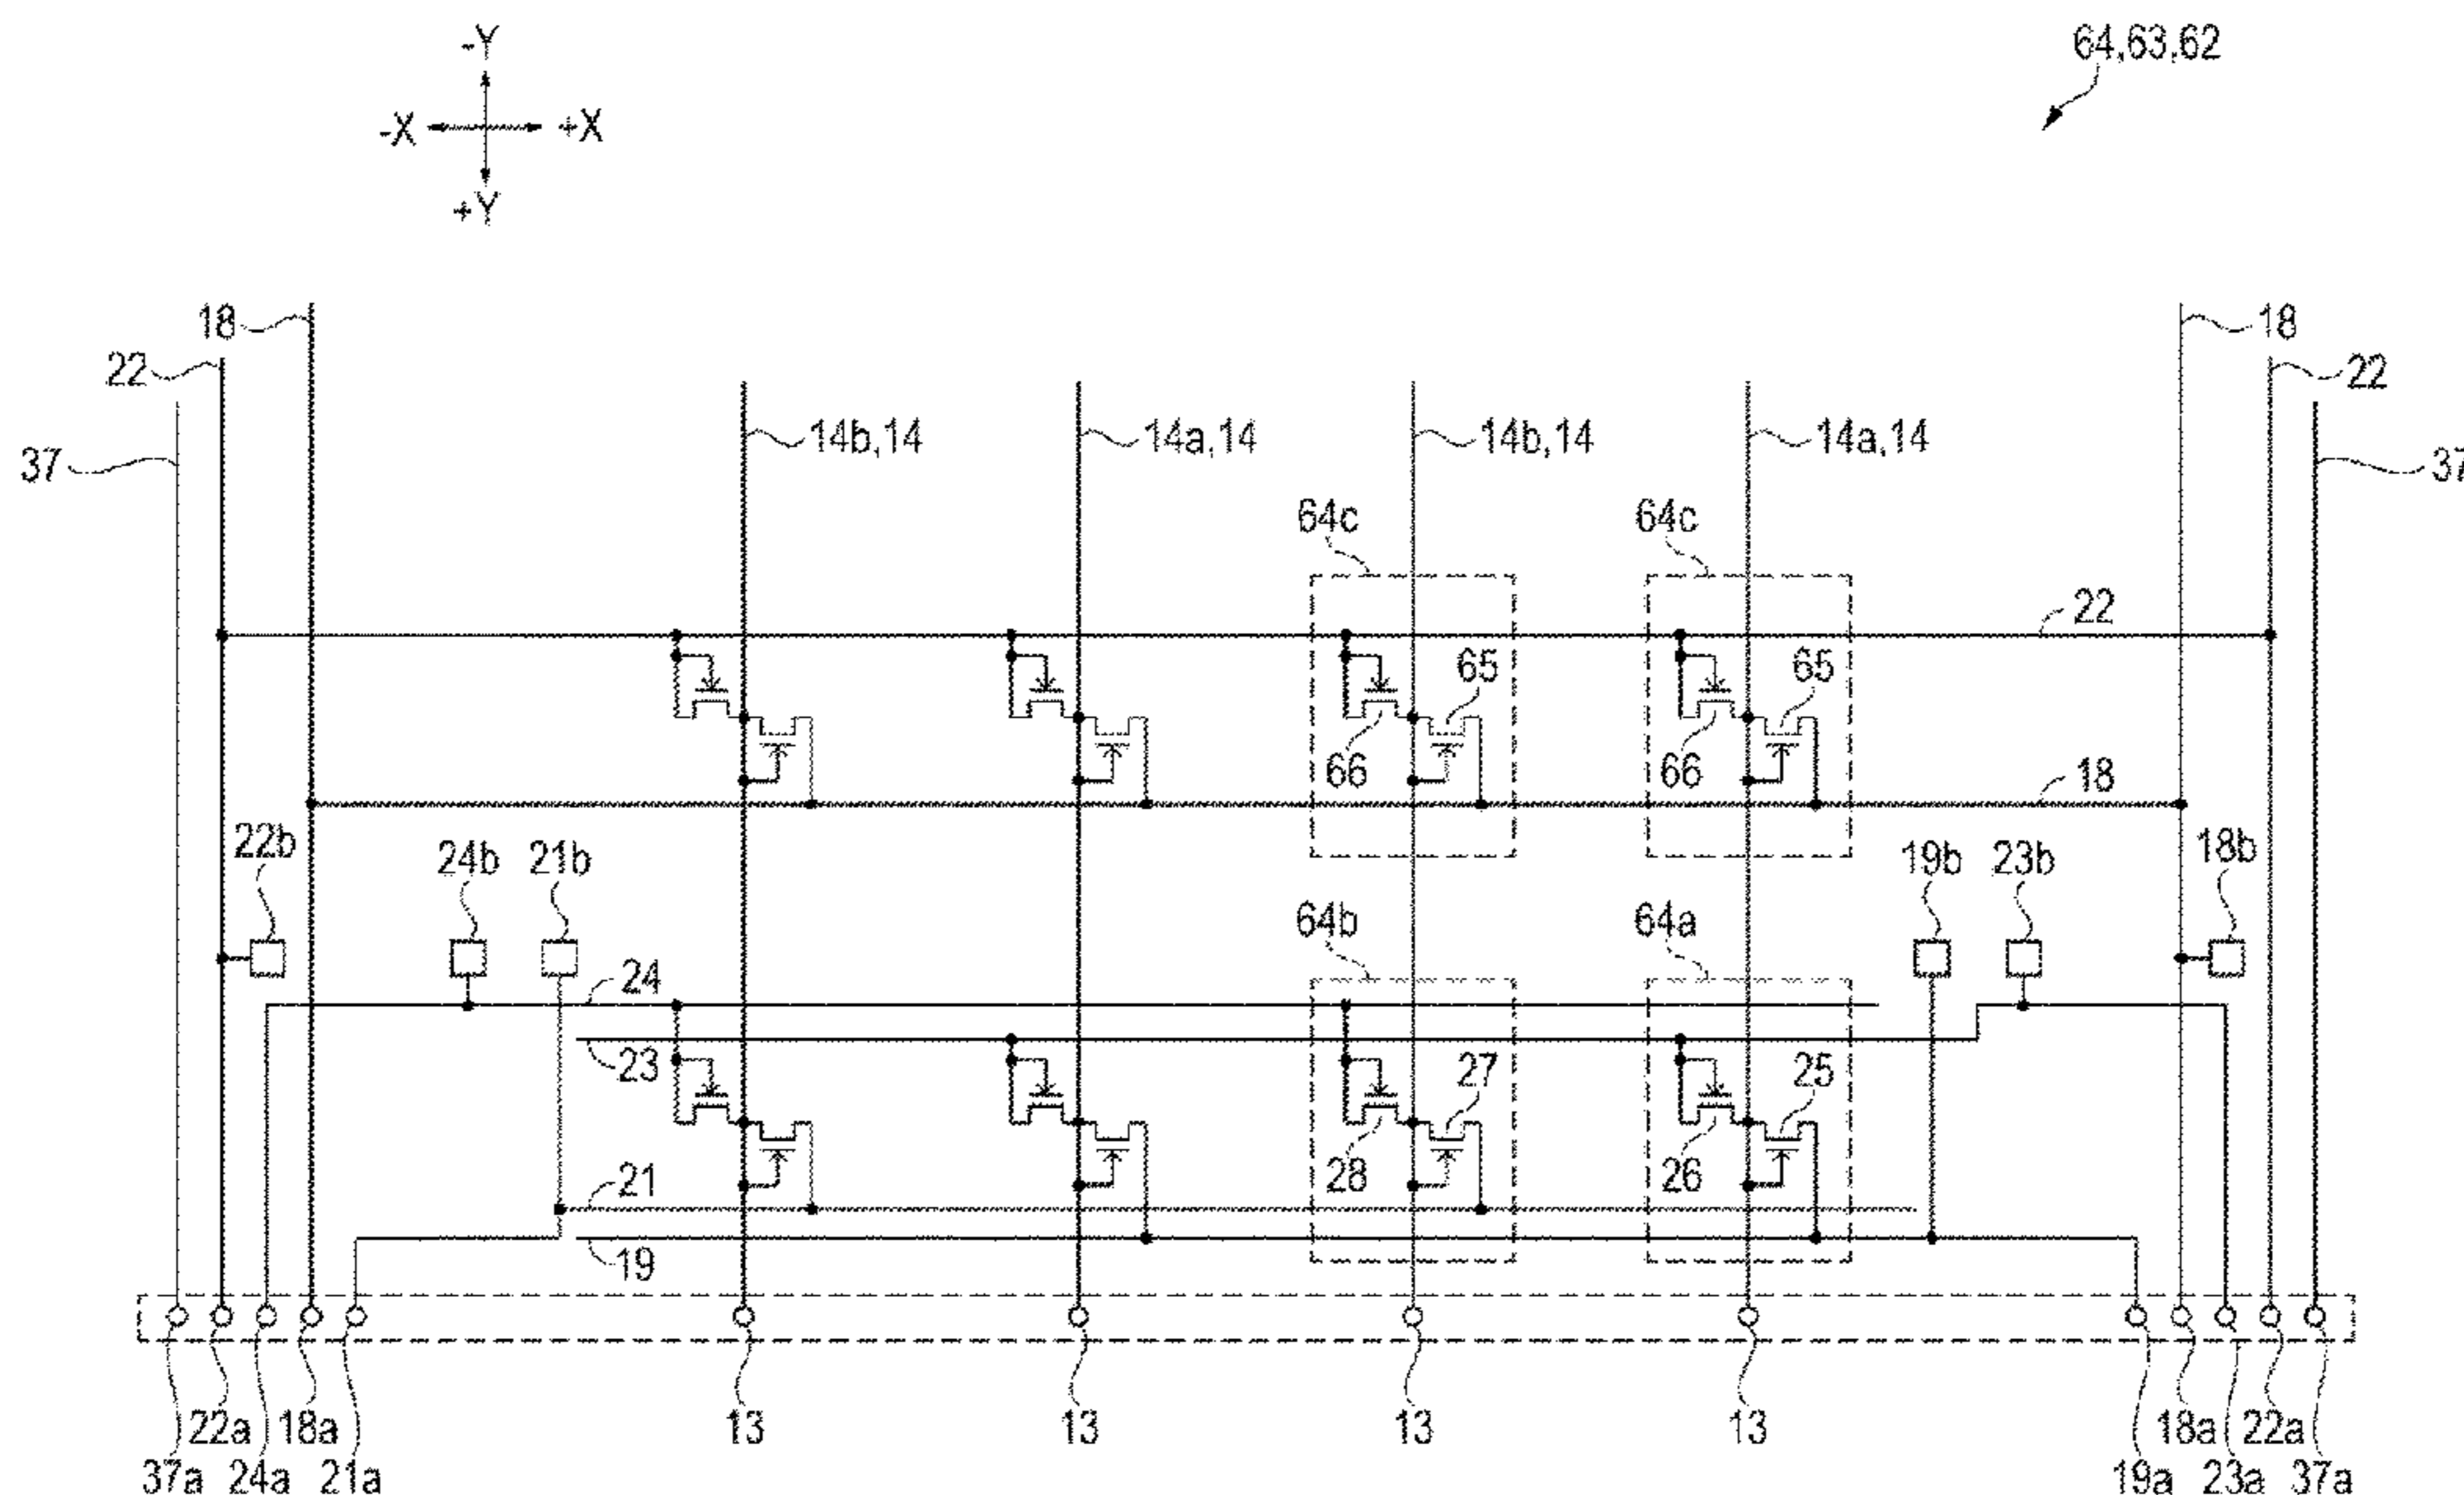 -Y
64,63,62
-X +X
+Y
18 18
22 22
14b,14 14a,14 14b,14 14a,14
37 37
64c 64c
22
65 65
66 66
18
22b 24b 21b 19b 23b 18b
64b 64a
24
23 27 25
21 28 26
19
22a 18a 13 13 13 13 18a 22a
37a 24a 21a 19a 23a 37a